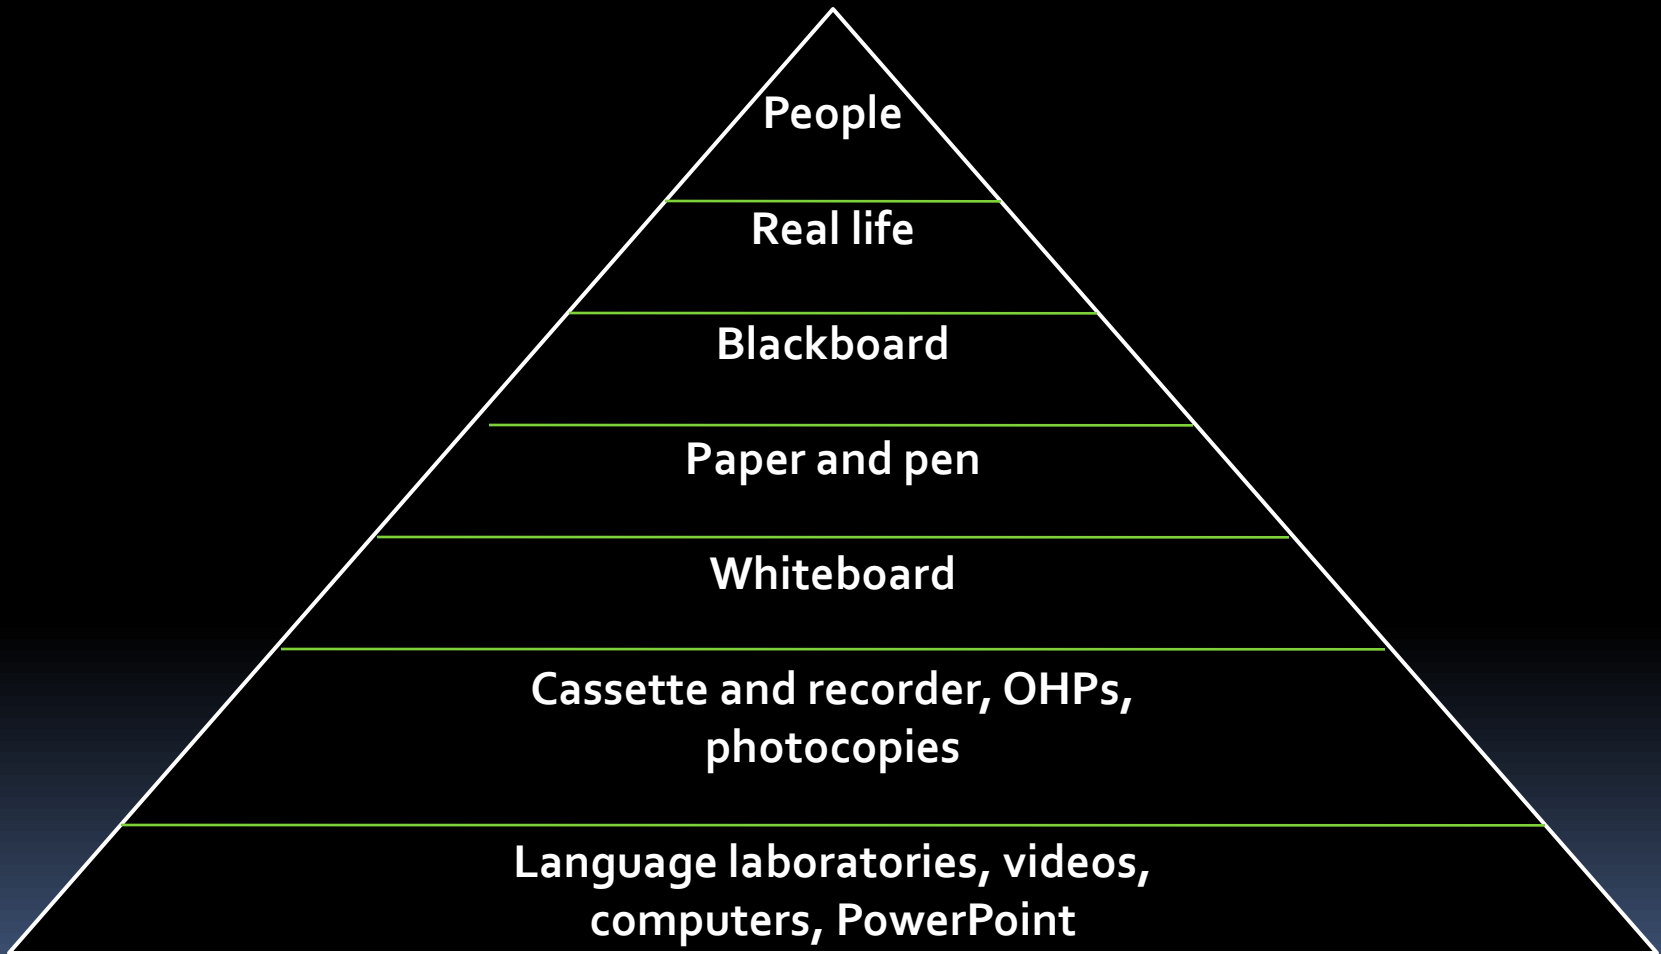 People
Real life
Blackboard
Paper and pen
Whiteboard
Cassette and recorder, OHPs,
photocopies
Language laboratories, videos,
computers, PowerPoint